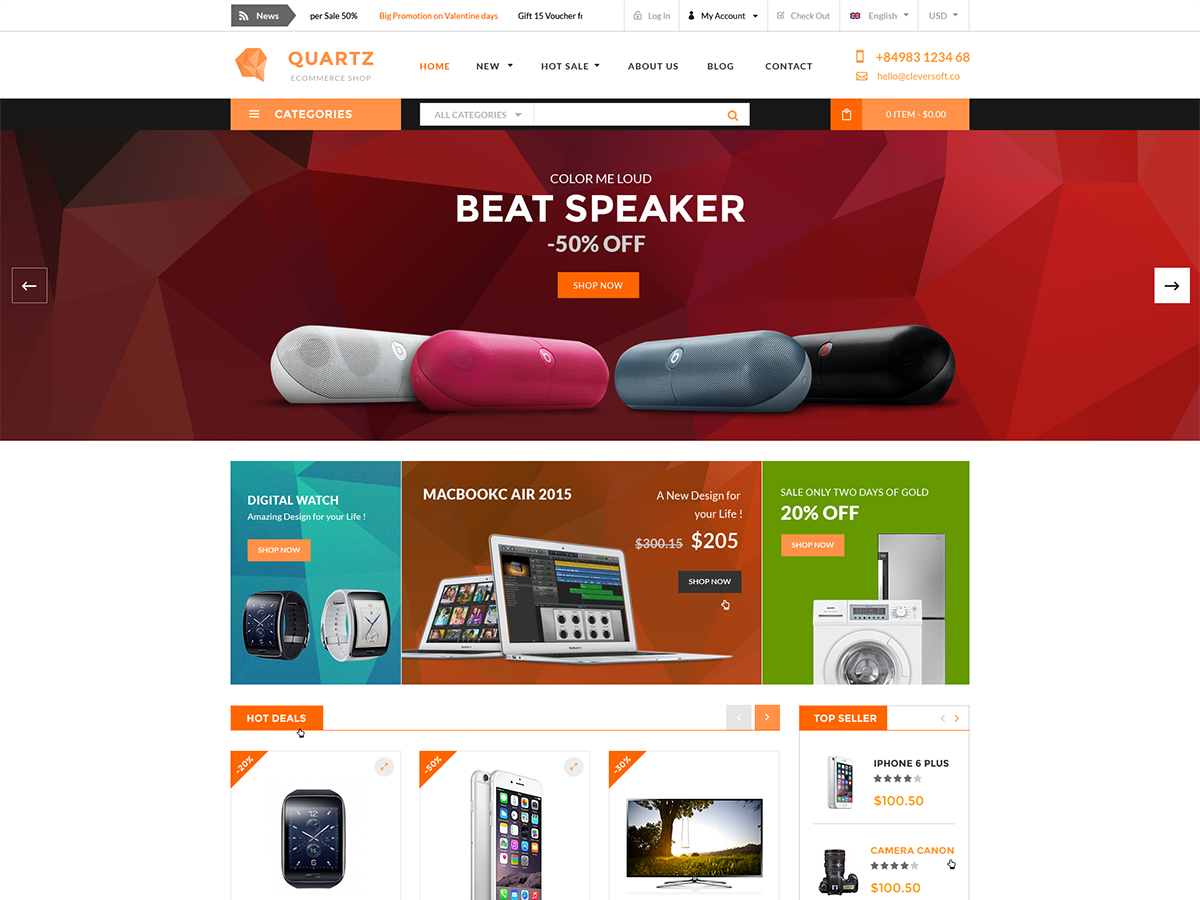 News
per Sale 50%
Big Promotion on Valentine days
Gift 15 Voucher fo
Log In
My Account
Check Out
English
USD
QUARTZ
ECOMMERCE SHOP
HOME
NEW
HOT SALE
ABOUT US
BLOG
CONTACT
+84983 1234 68
hello@cleversoft.co
CATEGORIES
ALL CATEGORIES
0 ITEM - $0.00
COLOR ME LOUD
BEAT SPEAKER
-50% OFF
SHOP NOW
DIGITAL WATCH
Amazing Design for your Life !
SHOP NOW
MACBOOKC AIR 2015
A New Design for
your Life !
$300.15 $205
SHOP NOW
SALE ONLY TWO DAYS OF GOLD
20% OFF
SHOP NOW
HOT DEALS
-20%
-50%
-30%
TOP SELLER
IPHONE 6 PLUS
$100.50
CAMERA CANON
$100.50